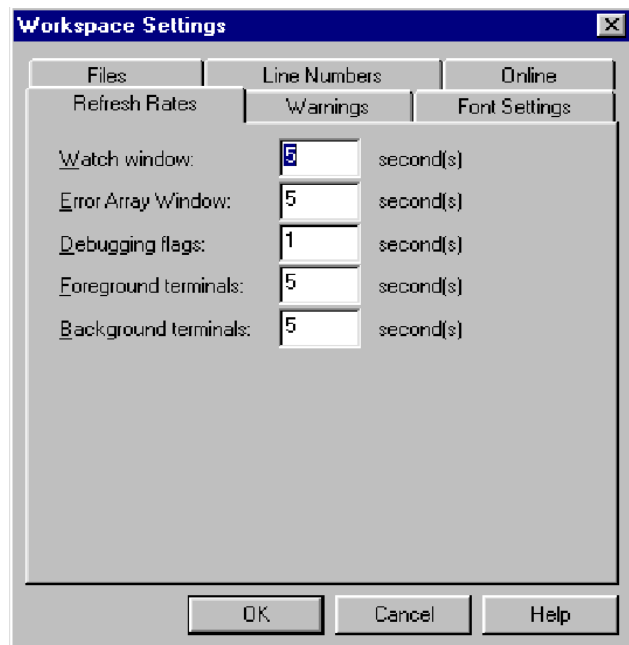 Workspace Settings
Files Line Numbers Online
Refresh Rates Warnings Font Settings
Watch window: 5 second(s)
Error Array Window: 5 second(s)
Debugging flags: 1 second(s)
Foreground terminals: 5 second(s)
Background terminals: 5 second(s)
OK Cancel Help